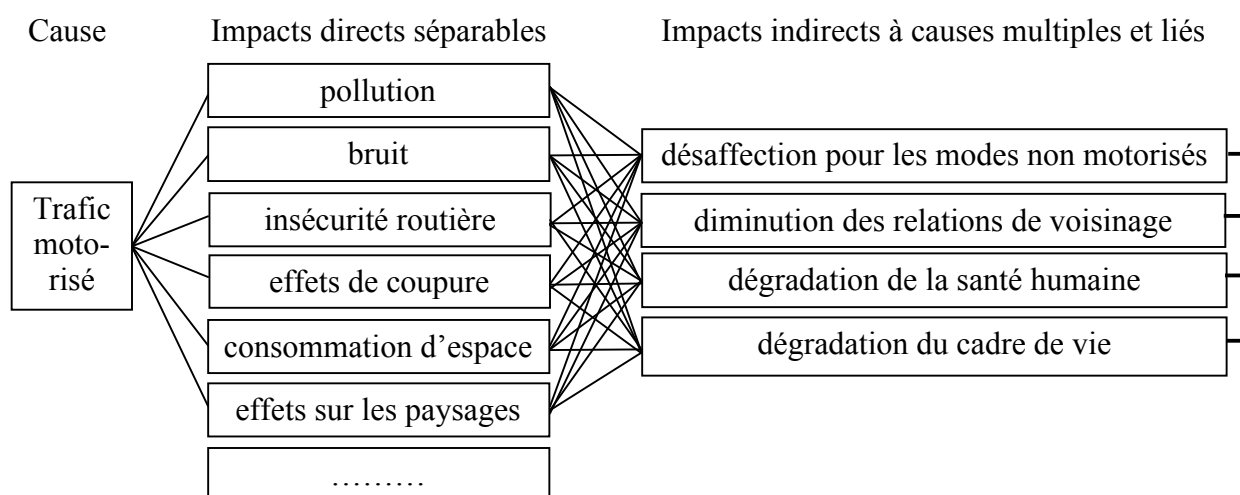 Cause
Impacts directs séparables
Impacts indirects à causes multiples et liés
Trafic
moto-
risé
pollution
bruit
insécurité routière
effets de coupure
consommation d’espace
effets sur les paysages
………
désaffection pour les modes non motorisés
diminution des relations de voisinage
dégradation de la santé humaine
dégradation du cadre de vie